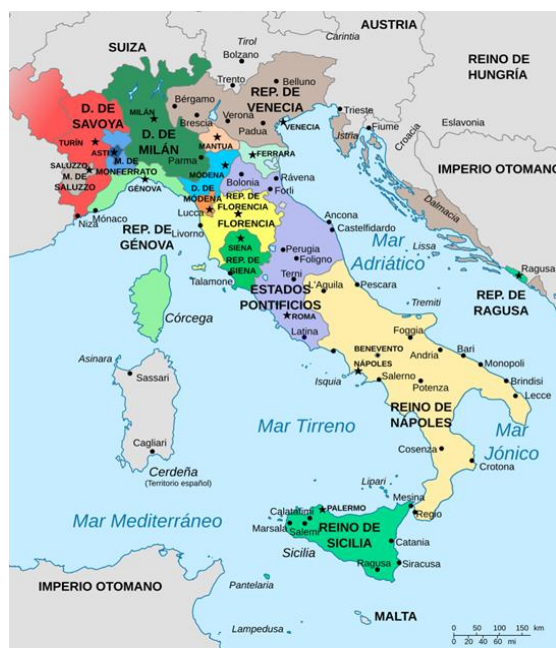 AUSTRIA
Carintia
SUIZA
Tirol
Bolzano
REINO DE
HUNGRÍA
Trento
Belluno
REP. DE
VENECIA
Bérgamo
Brescia
Verona
Padua
VENECIA
Trieste
Istria
Fiume
Croacia
Eslavonia
D. DE
SAVOYA
TURÍN
MILÁN
D. DE
MILÁN
ASTI
M. DE
MONFERRATO
SALUZZO
M. DE
SALUZZO
Parma
MANTUA
FERRARA
GÉNOVA
MÓDENA
D. DE
MÓDENA
Bolonia
Rávena
Forlì
IMPERIO OTOMANO
Niza
Mónaco
REP. DE
GÉNOVA
Lucca
Livorno
REP. DE
FLORENCIA
FLORENCIA
SIENA
REP. DE
SIENA
Talamone
Ancona
Castelfidardo
Perugia
Foligno
Terni
Mar
Adriático
Dalmacia
Lissa
Ragusa
REP. DE
RAGUSA
ESTADOS
PONTIFICIOS
ROMA
Latina
L'Aguila
Pescara
Tremiti
Córcega
Asinara
Sassari
Cagliari
Cerdeña
(Territorio español)
Foggia
BENEVENTO
NÁPOLES
Andria
Bari
Monopoli
Brindisi
Lecce
Isquia
Salerno
Potenza
REINO DE
NÁPOLES
Mar Tirreno
Mar
Jónico
Cosenza
Crotona
Lipari
Mesina
Regio
Mar Mediterráneo
PALERMO
Calatafimi
Marsala
Salemi
REINO DE
SICILIA
Sicilia
Catania
Ragusa
Siracusa
IMPERIO OTOMANO
Pantelaria
Lampedusa
MALTA
0 50 100 150 km
0 20 40 60 mi